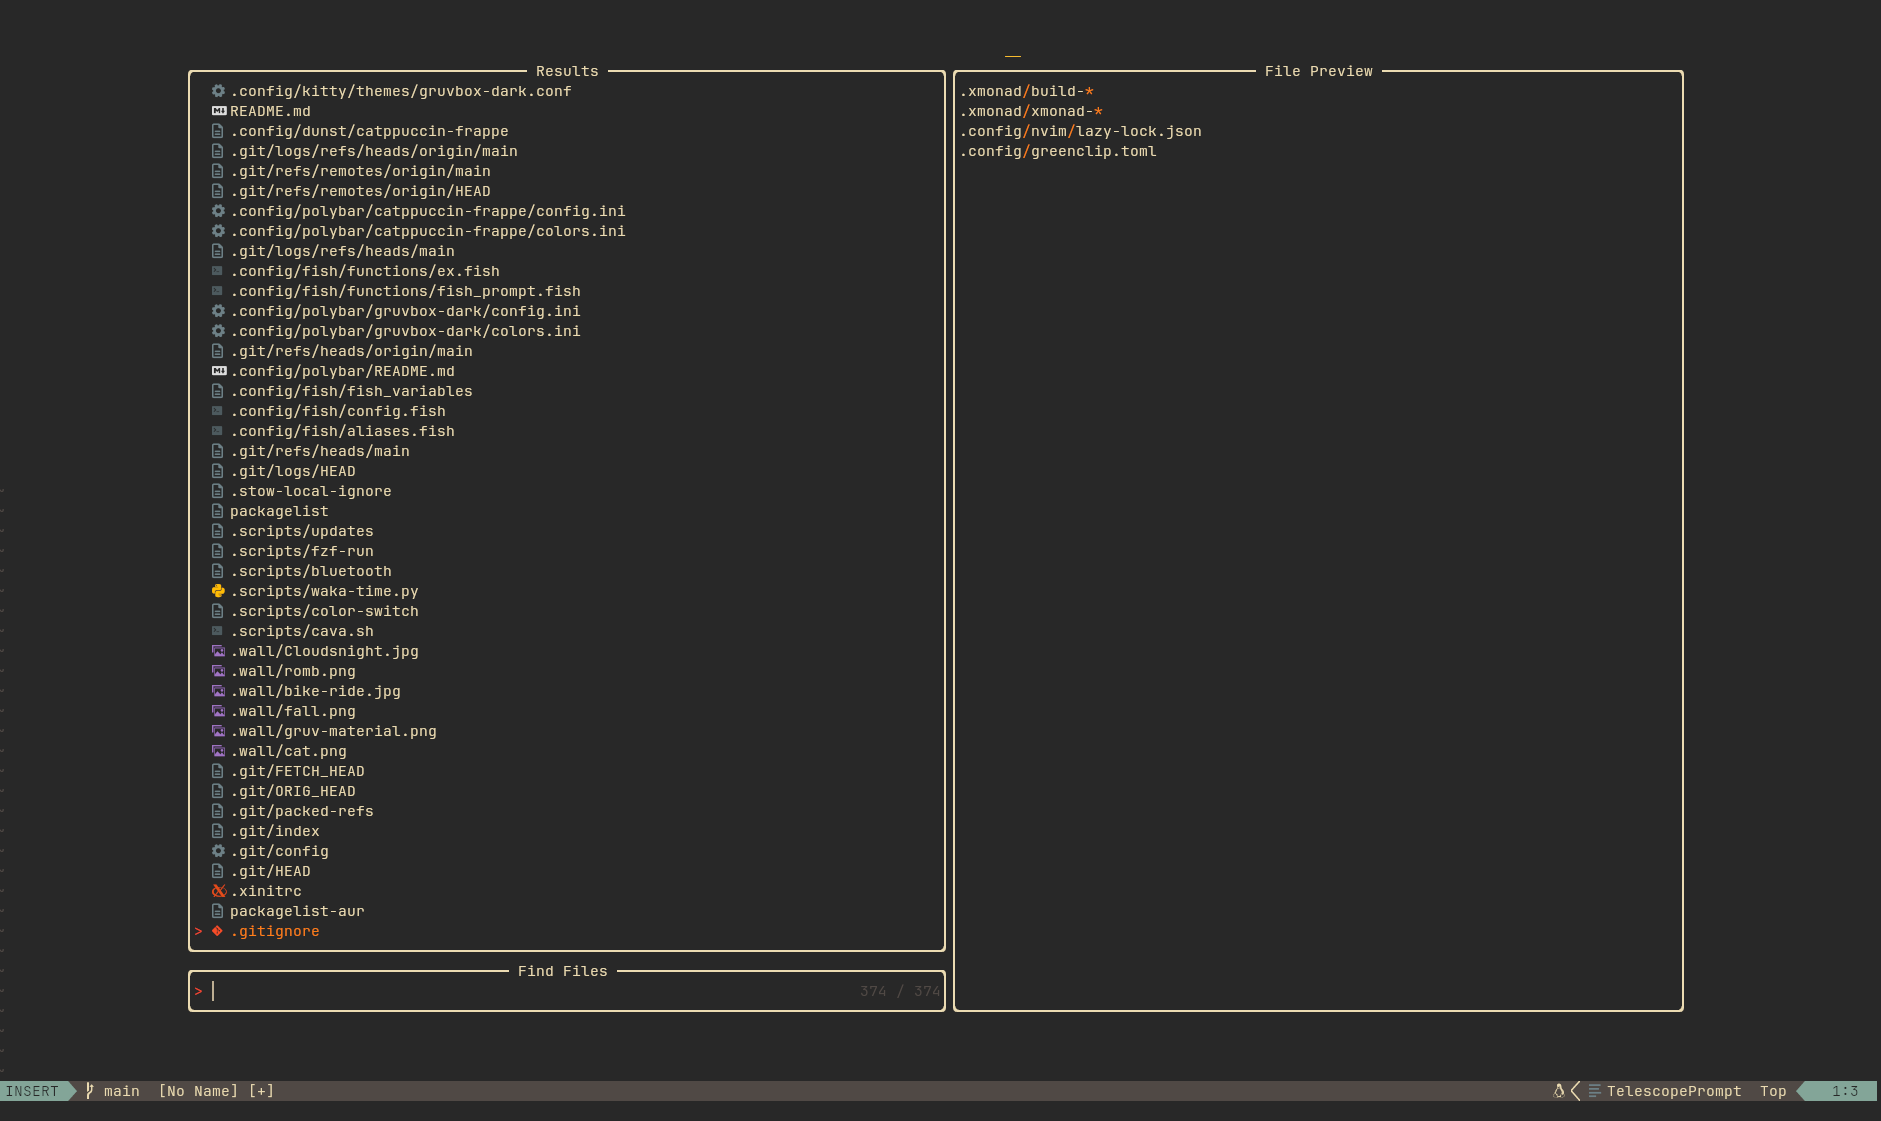 Results
.config/kitty/themes/gruvbox-dark.conf
README.md
.config/dunst/catppuccin-frappe
.git/logs/refs/heads/origin/main
.git/refs/remotes/origin/main
.git/refs/remotes/origin/HEAD
.config/polybar/catppuccin-frappe/config.ini
.config/polybar/catppuccin-frappe/colors.ini
.git/logs/refs/heads/main
.config/fish/functions/ex.fish
.config/fish/functions/fish_prompt.fish
.config/polybar/gruvbox-dark/config.ini
.config/polybar/gruvbox-dark/colors.ini
.git/refs/heads/origin/main
.config/polybar/README.md
.config/fish/fish_variables
.config/fish/config.fish
.config/fish/aliases.fish
.git/refs/heads/main
.git/logs/HEAD
.stow-local-ignore
packagelist
.scripts/updates
.scripts/fzf-run
.scripts/bluetooth
.scripts/waka-time.py
.scripts/color-switch
.scripts/cava.sh
.wall/Cloudsnight.jpg
.wall/romb.png
.wall/bike-ride.jpg
.wall/fall.png
.wall/gruv-material.png
.wall/cat.png
.git/FETCH_HEAD
.git/ORIG_HEAD
.git/packed-refs
.git/index
.git/config
.git/HEAD
.xinitrc
packagelist-aur
> .gitignore
Find Files
> 374 / 374
File Preview
.xmonad/build-*
.xmonad/xmonad-*
.config/nvim/lazy-lock.json
.config/greenclip.toml
INSERT main [No Name] [+] TelescopePrompt Top 1:3